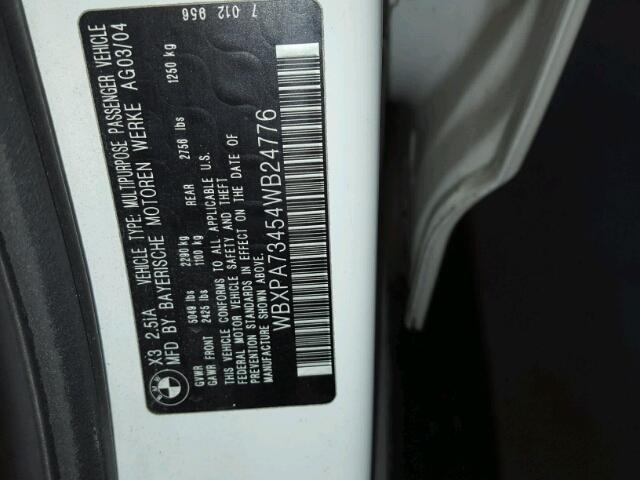 X3 2.5IA VEHICLE TYPE: MULTIPURPOSE PASSENGER VEHICLE
MFD BY BAYERISCHE MOTOREN WERKE AG 03/04
GVWR 5049 lbs 2290 kg
GAWR FRONT 2425 lbs 1100 kg REAR 2756 lbs 1250 kg
THIS VEHICLE CONFORMS TO ALL APPLICABLE U.S.
FEDERAL MOTOR VEHICLE SAFETY AND THEFT
PREVENTION STANDARDS IN EFFECT ON THE DATE OF
MANUFACTURE SHOWN ABOVE.
WBXPA73454WB24776
7 012 956